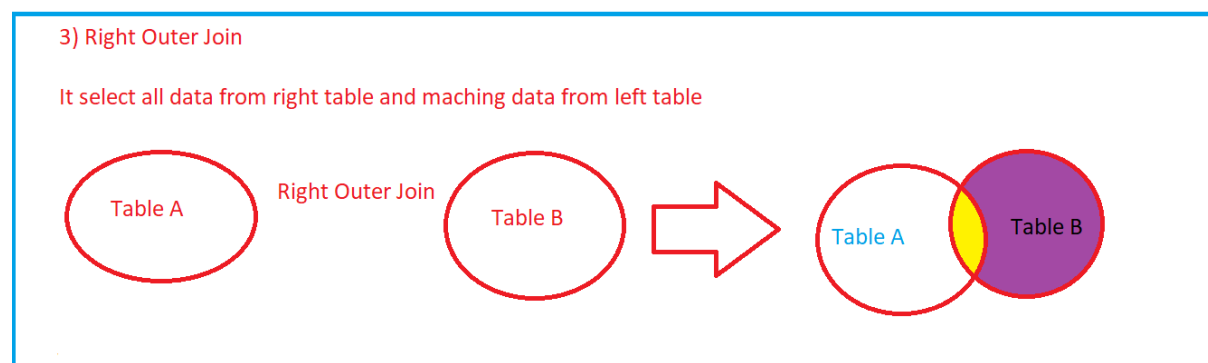 3) Right Outer Join
It select all data from right table and maching data from left table
Table A
Right Outer Join
Table B
Table A
Table B